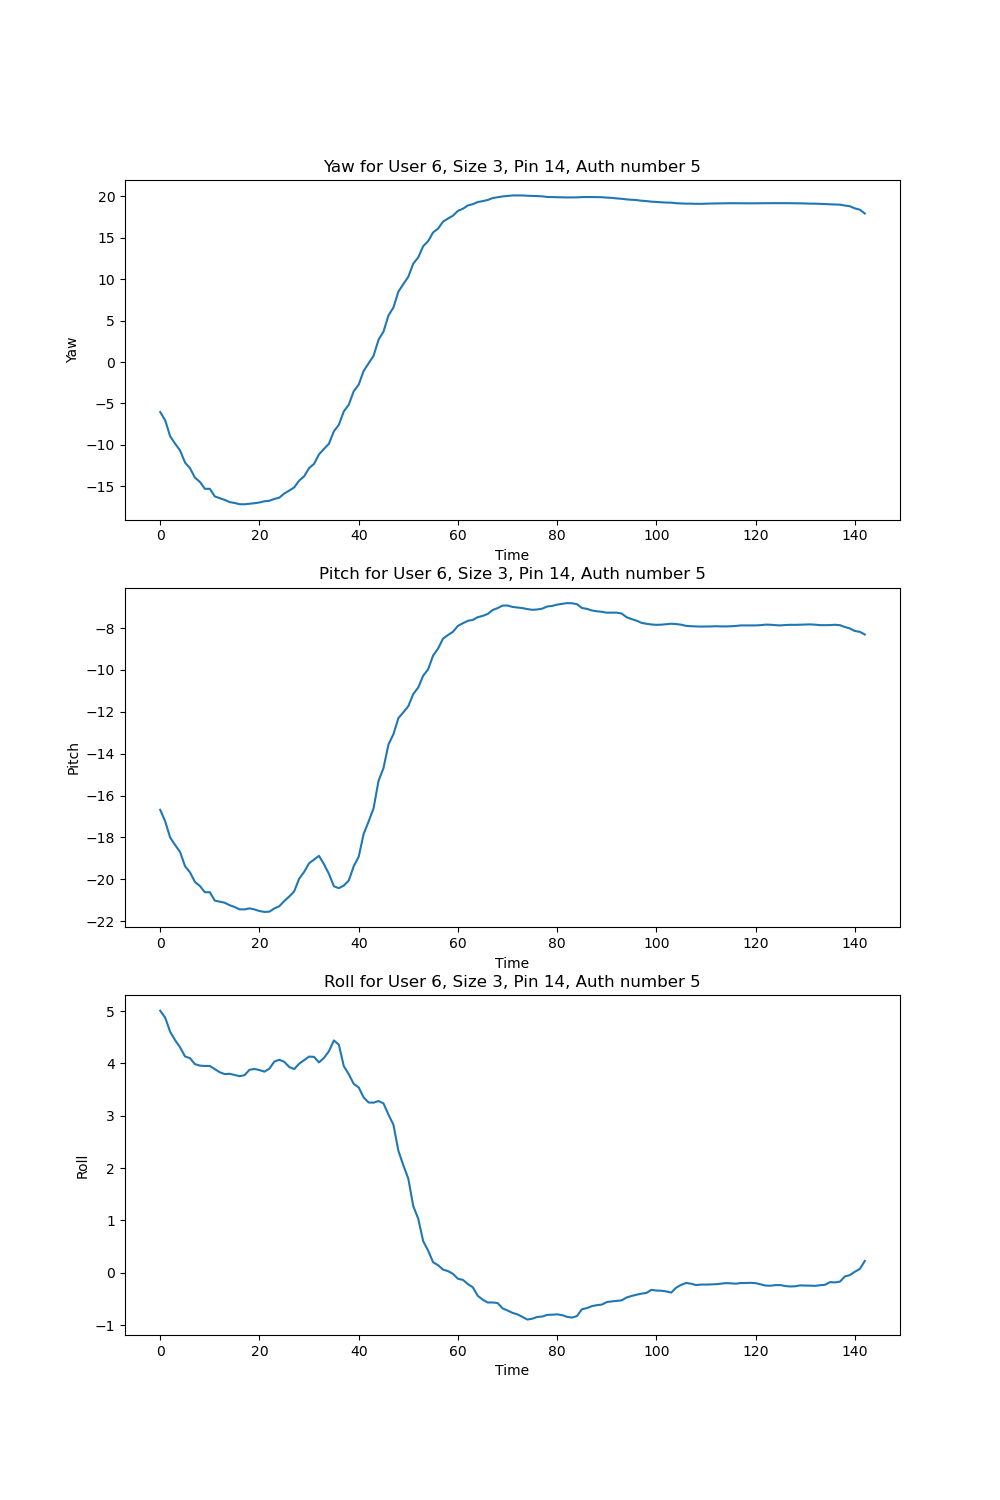 Yaw for User 6, Size 3, Pin 14, Auth number 5
20
15
10
5
0
−5
−10
−15
Yaw
0 20 40 60 80 100 120 140
Time
Pitch for User 6, Size 3, Pin 14, Auth number 5
−8
−10
−12
−14
−16
−18
−20
−22
Pitch
0 20 40 60 80 100 120 140
Time
Roll for User 6, Size 3, Pin 14, Auth number 5
5
4
3
2
1
0
−1
Roll
0 20 40 60 80 100 120 140
Time